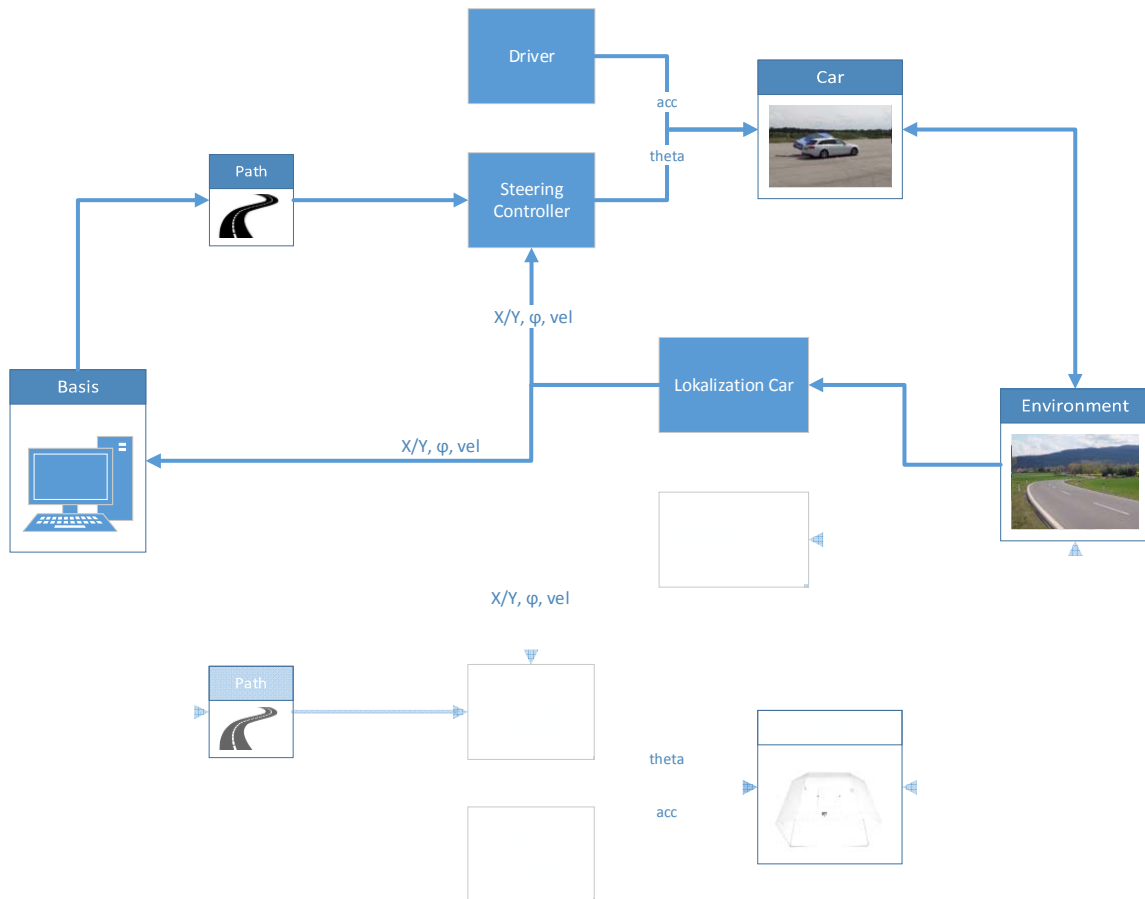 Driver
Car
acc
theta
Path
Steering
Controller
X/Y, φ, vel
Basis
Lokalization Car
Environment
X/Y, φ, vel
X/Y, φ, vel
Path
theta
acc